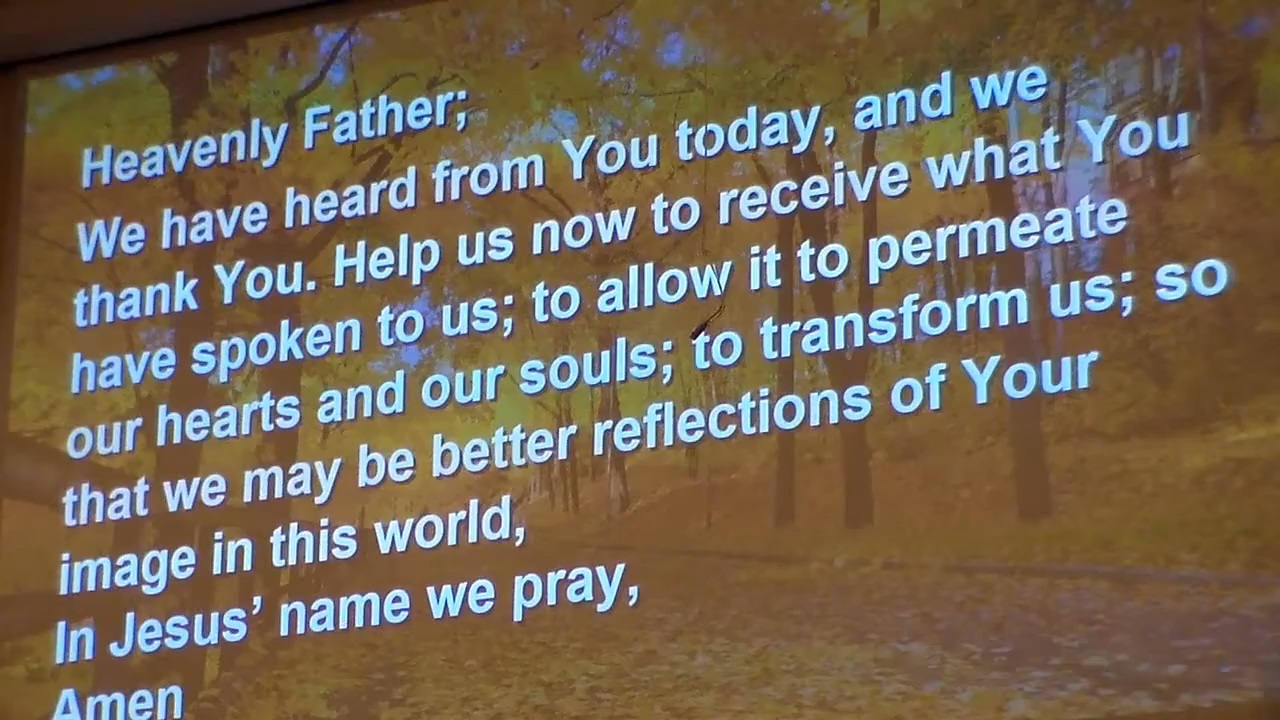 Heavenly Father;
We have heard from You today, and we
thank You. Help us now to receive what You
have spoken to us; to allow it to permeate
our hearts and our souls; to transform us; so
that we may be better reflections of Your
image in this world,
In Jesus’ name we pray,
Amen